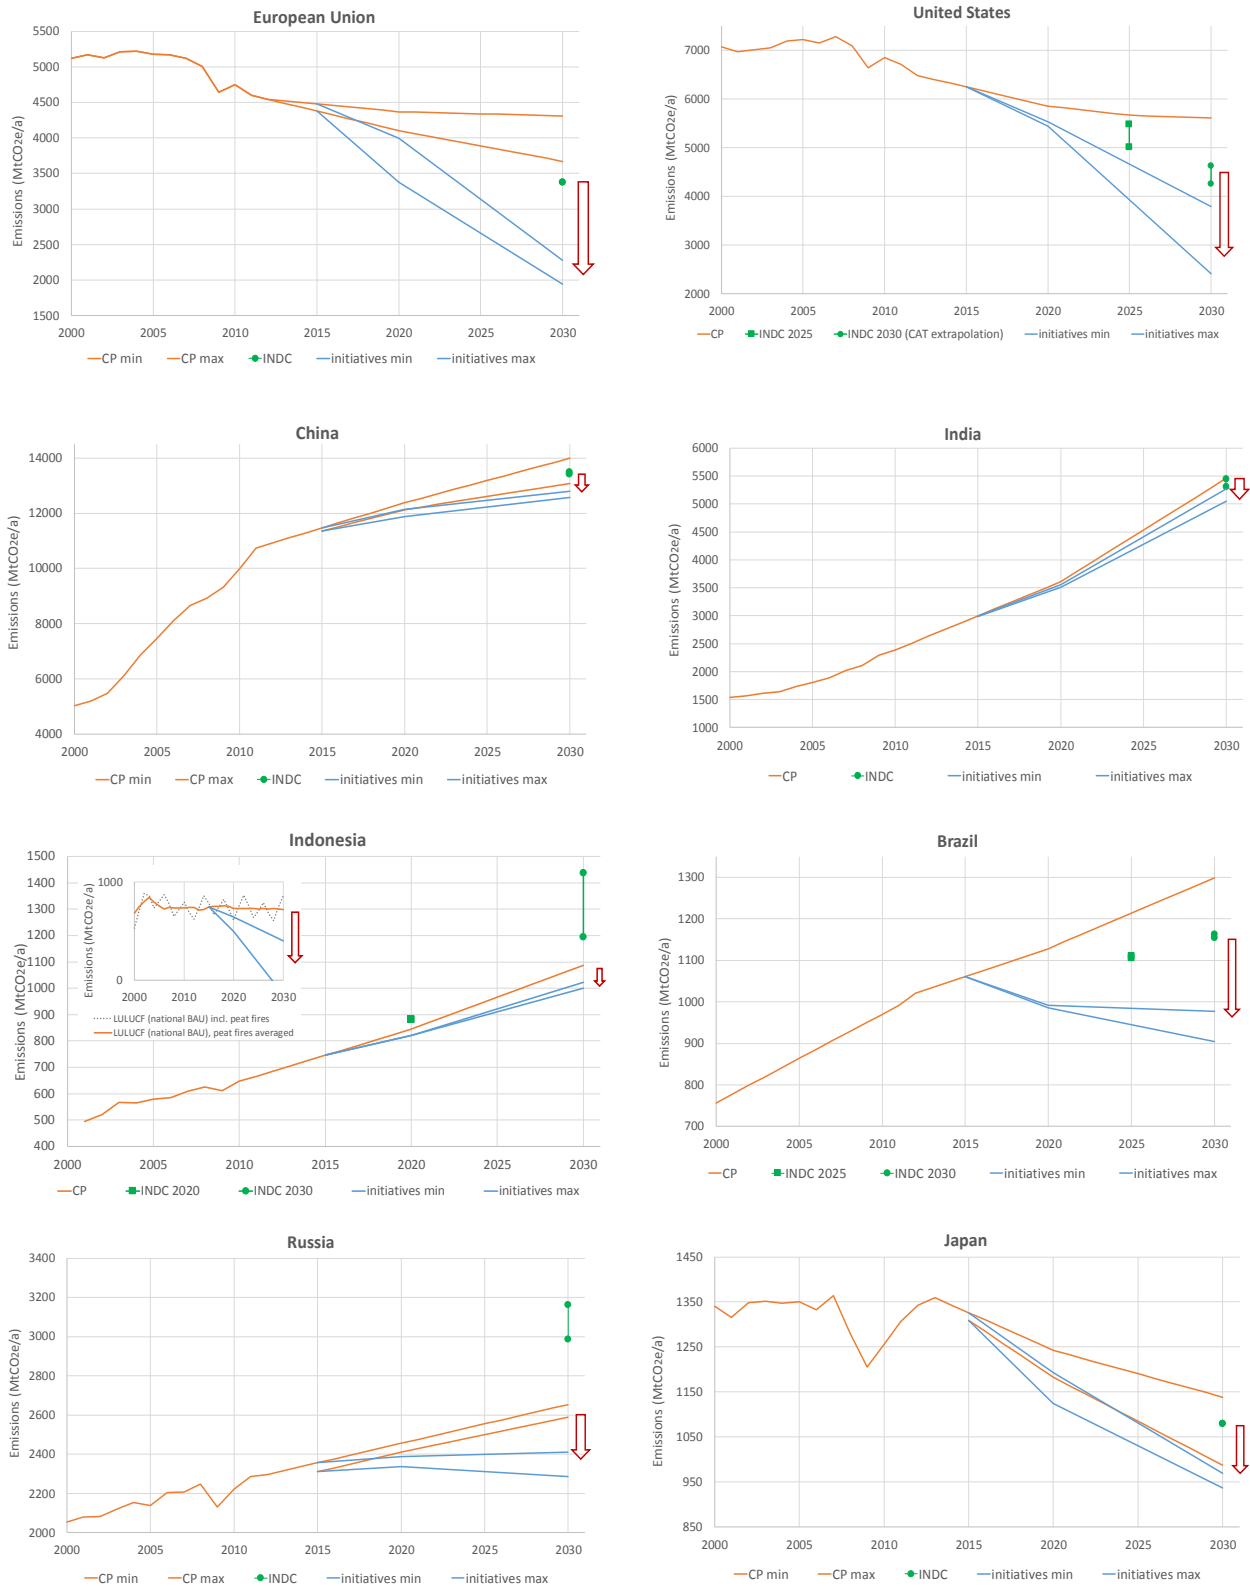 European Union
Emissions (MtCO2e/a)
5500
5000
4500
4000
3500
3000
2500
2000
1500
2000 2005 2010 2015 2020 2025 2030
CP min CP max INDC initiatives min initiatives max
United States
Emissions (MtCO2e/a)
7000
6000
5000
4000
3000
2000
2000 2005 2010 2015 2020 2025 2030
CP INDC 2025 INDC 2030 (CAT extrapolation) initiatives min initiatives max
China
Emissions (MtCO2e/a)
14000
12000
10000
8000
6000
4000
2000 2005 2010 2015 2020 2025 2030
CP min CP max INDC initiatives min initiatives max
India
Emissions (MtCO2e/a)
6000
5500
5000
4500
4000
3500
3000
2500
2000
1500
1000
2000 2005 2010 2015 2020 2025 2030
CP INDC initiatives min initiatives max
Indonesia
Emissions (MtCO2e/a)
1500
1400
1300
1200
1100
1000
900
800
700
600
500
400
2000 2005 2010 2015 2020 2025 2030
Emissions (MtCO2e/a)
1000
0
2000 2010 2020 2030
LULUCF (national BAU) incl. peat fires
LULUCF (national BAU), peat fires averaged
CP INDC 2020 INDC 2030 initiatives min initiatives max
Brazil
Emissions (MtCO2e/a)
1300
1200
1100
1000
900
800
700
2000 2005 2010 2015 2020 2025 2030
CP INDC 2025 INDC 2030 initiatives min initiatives max
Russia
Emissions (MtCO2e/a)
3400
3200
3000
2800
2600
2400
2200
2000
2000 2005 2010 2015 2020 2025 2030
CP min CP max INDC initiatives min initiatives max
Japan
Emissions (MtCO2e/a)
1450
1350
1250
1150
1050
950
850
2000 2005 2010 2015 2020 2025 2030
CP min CP max INDC initiatives min initiatives max